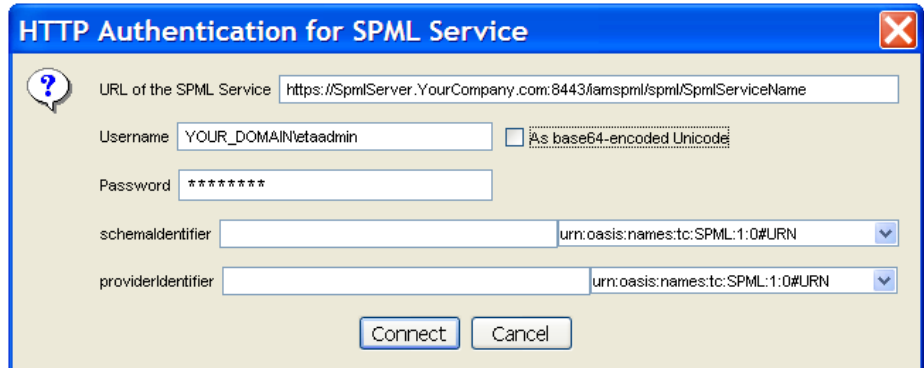 HTTP Authentication for SPML Service
URL of the SPML Service https://SpmlServer.YourCompany.com:8443/iamspml/spml/SpmlServiceName
Username YOUR_DOMAIN\etaadmin As base64-encoded Unicode
Password ********
schemaIdentifier urn:oasis:names:tc:SPML:1:0#URN
providerIdentifier urn:oasis:names:tc:SPML:1:0#URN
Connect Cancel